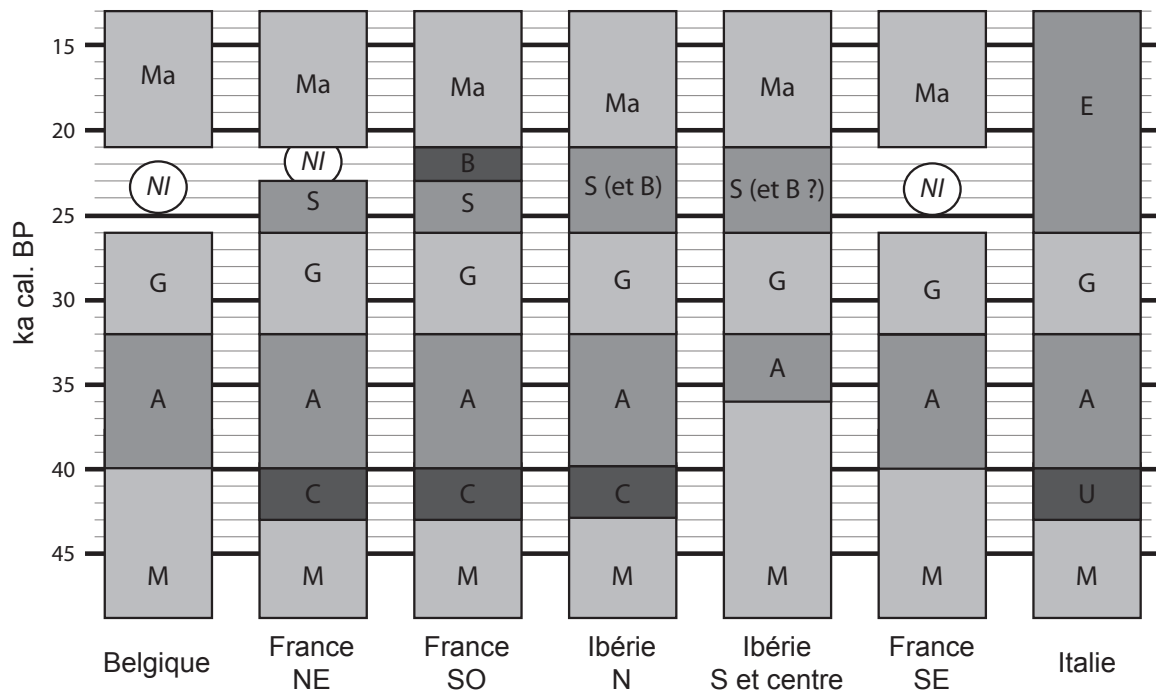 ka cal. BP
15
20
25
30
35
40
45
Ma
NI
G
A
M
Belgique
Ma
NI
S
G
A
C
M
France
NE
Ma
B
S
G
A
C
M
France
SO
Ma
S (et B)
G
A
C
M
Ibérie
N
Ma
S (et B ?)
G
A
M
Ibérie
S et centre
Ma
NI
G
A
M
France
SE
E
G
A
U
M
Italie